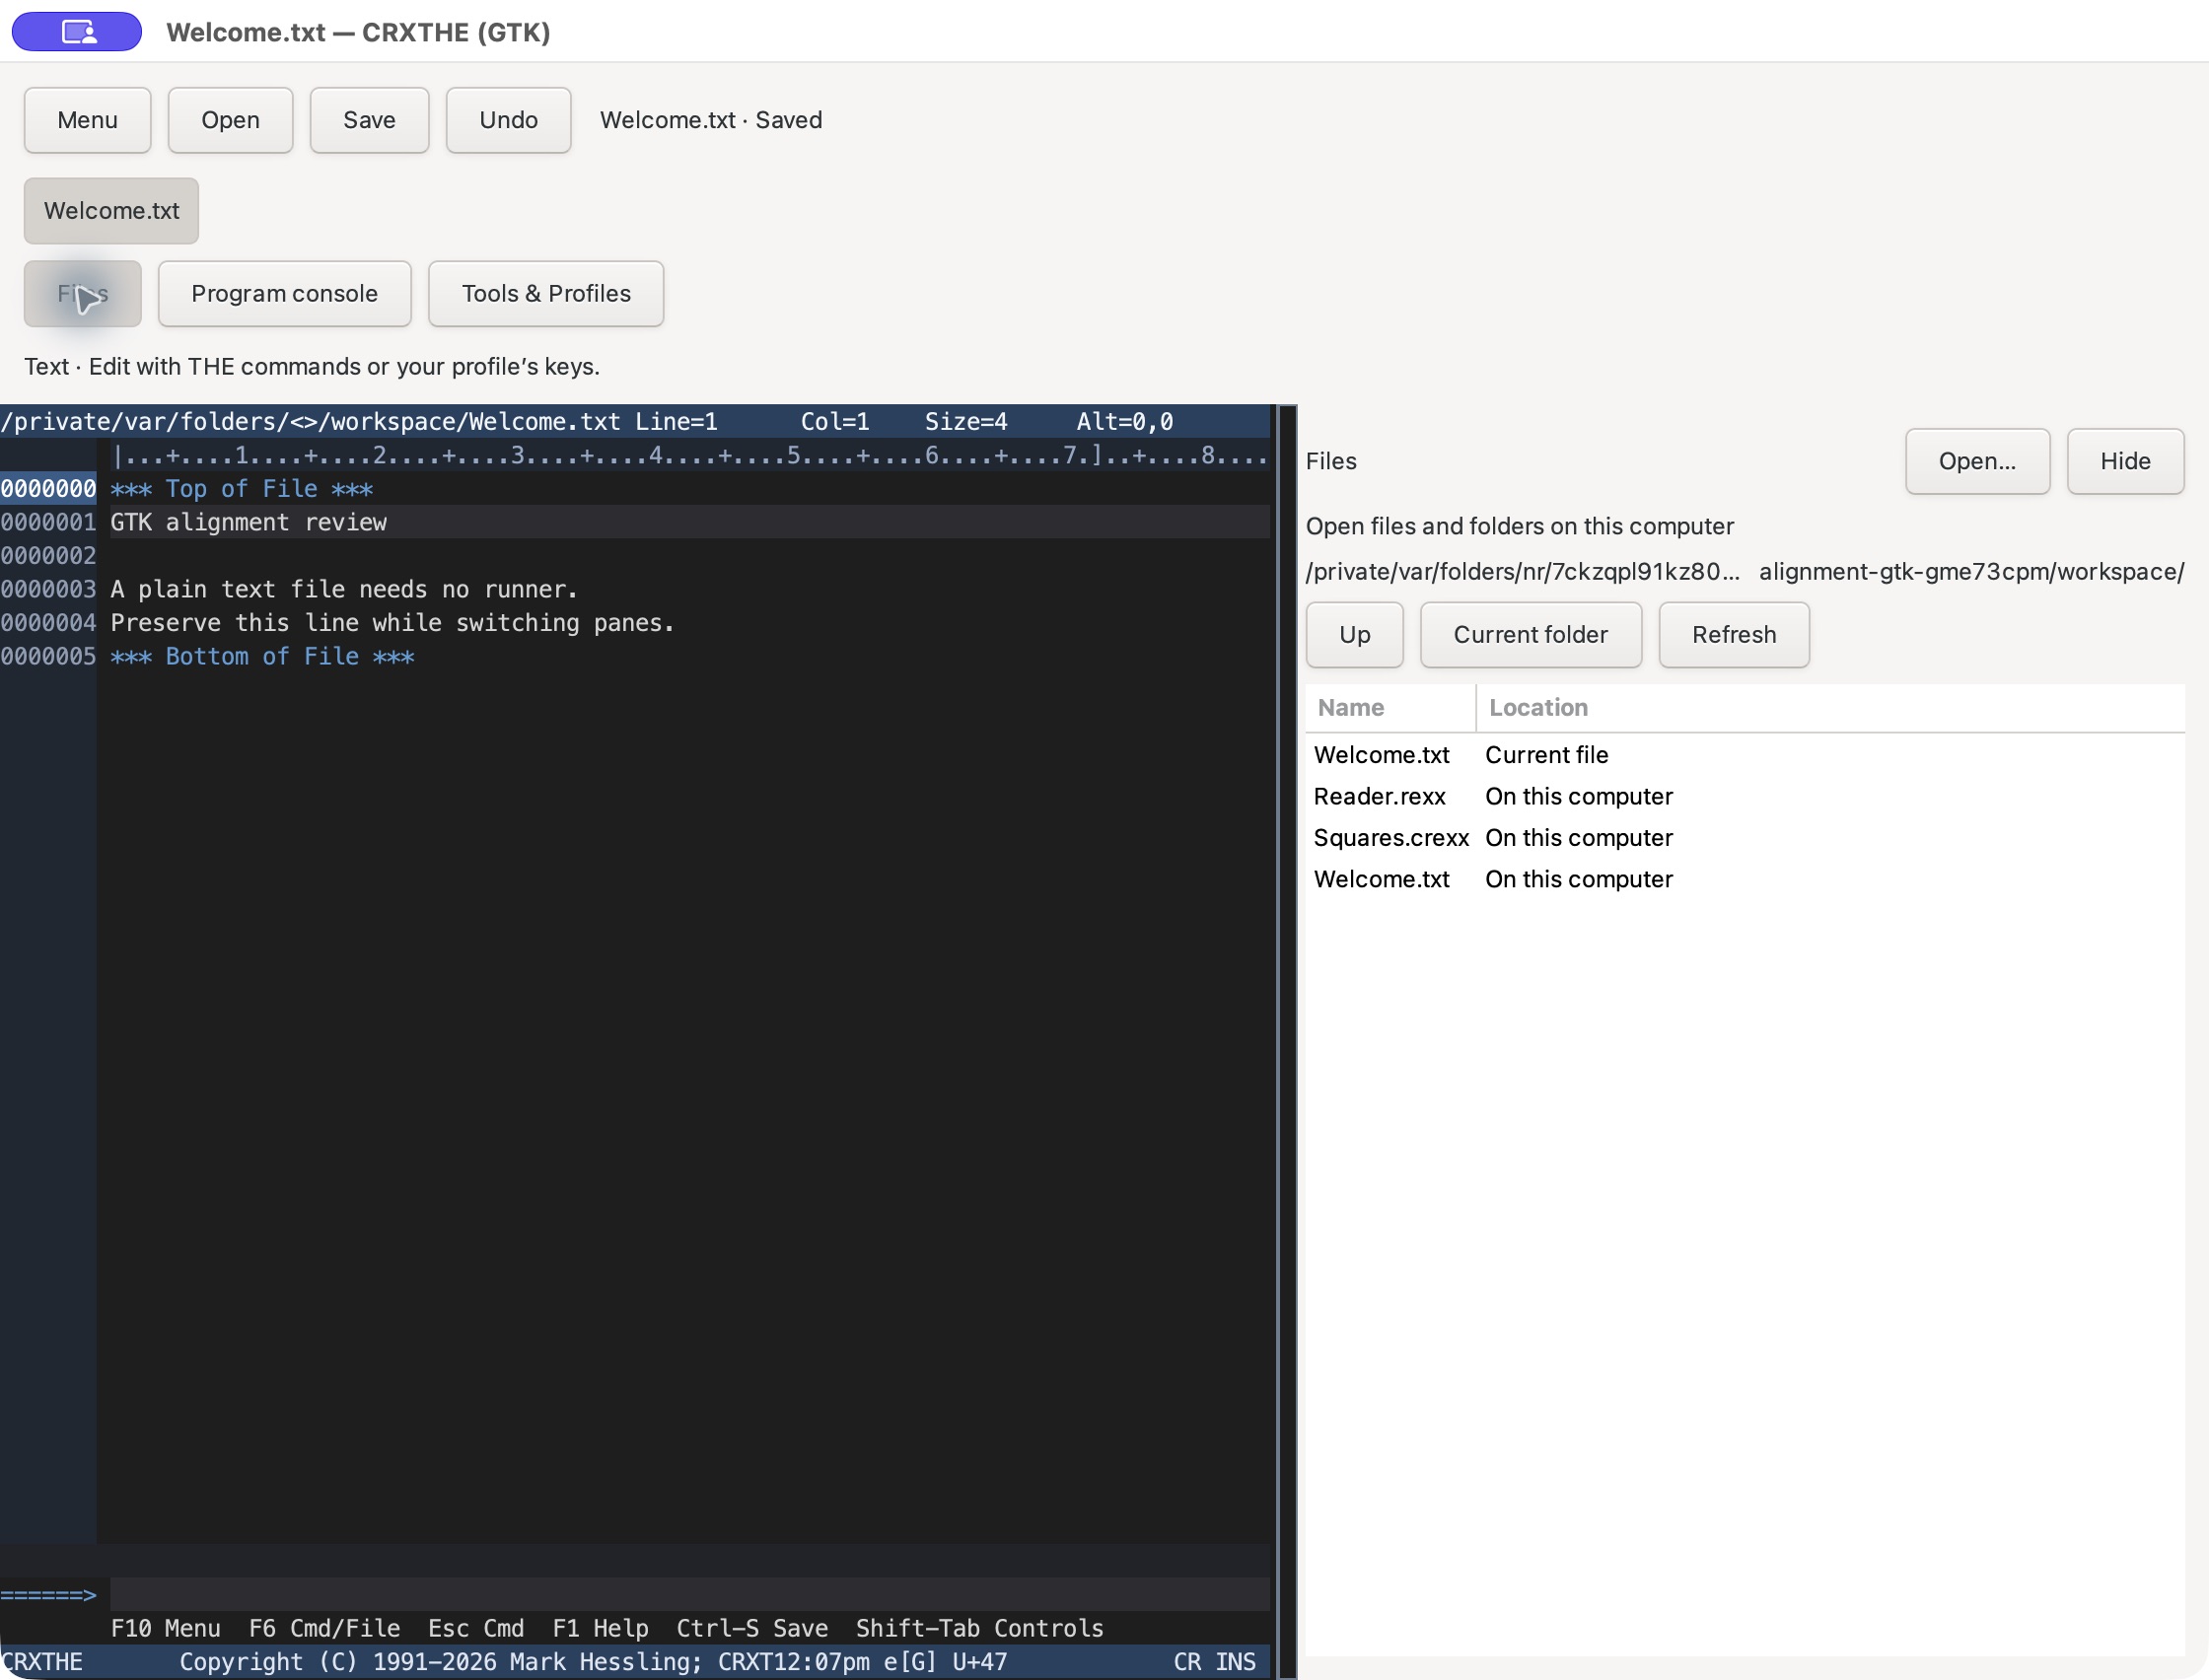 Welcome.txt — CRXTHE (GTK)
Menu Open Save Undo Welcome.txt · Saved
Welcome.txt
Files Program console Tools & Profiles
Text · Edit with THE commands or your profile’s keys.
/private/var/folders/<>/workspace/Welcome.txt Line=1 Col=1 Size=4 Alt=0,0
|...+....1....+....2....+....3....+....4....+....5....+....6....+....7.]..+....8....
0000000 *** Top of File ***
0000001 GTK alignment review
0000002
0000003 A plain text file needs no runner.
0000004 Preserve this line while switching panes.
0000005 *** Bottom of File ***
======>
F10 Menu F6 Cmd/File Esc Cmd F1 Help Ctrl-S Save Shift-Tab Controls
CRXTHE Copyright (C) 1991-2026 Mark Hessling; CRXT12:07pm e[G] U+47 CR INS
Files Open... Hide
Open files and folders on this computer
/private/var/folders/nr/7ckzqpl91kz80... alignment-gtk-gme73cpm/workspace/
Up Current folder Refresh
Name Location
Welcome.txt Current file
Reader.rexx On this computer
Squares.crexx On this computer
Welcome.txt On this computer